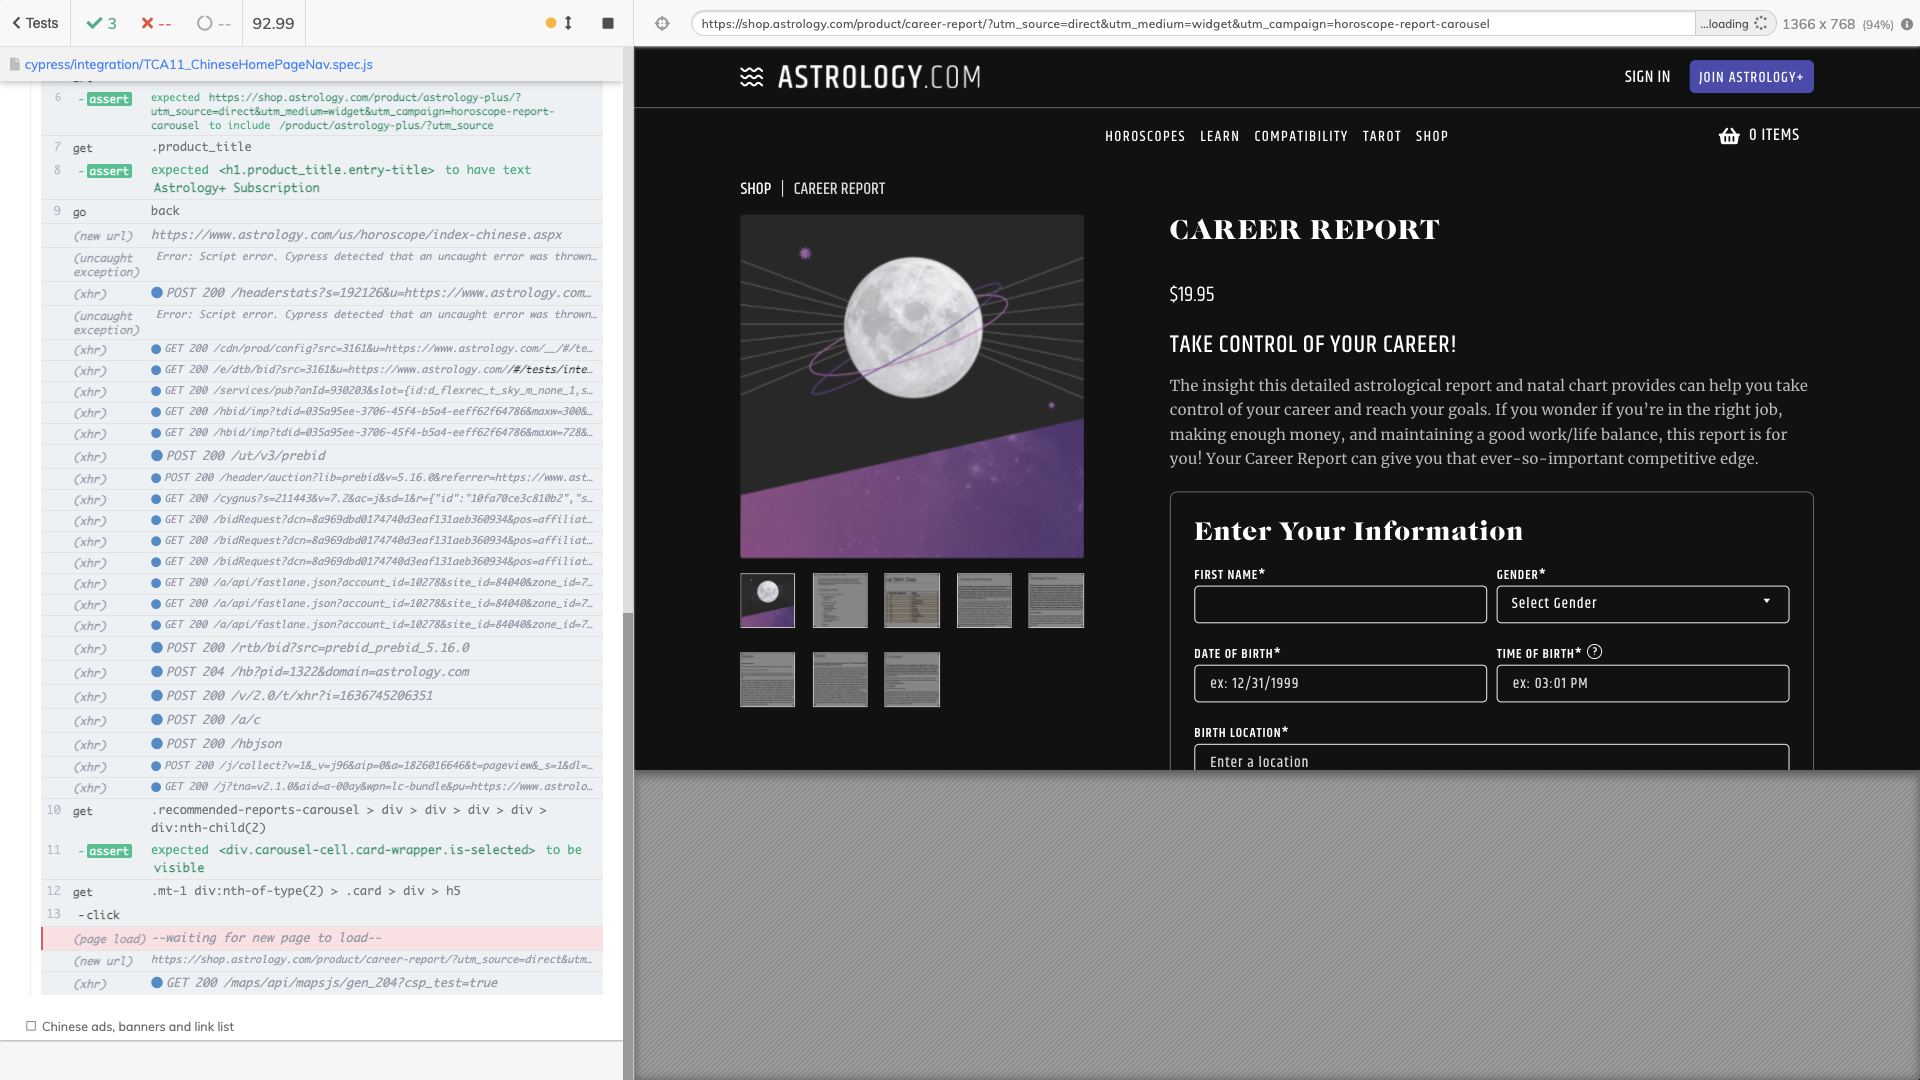 Tests
3
--
--
92.99
https://shop.astrology.com/product/career-report/?utm_source=direct&utm_medium=widget&utm_campaign=horoscope-report-carousel
...loading
1366 x 768 (94%)
cypress/integration/TCA11_ChineseHomePageNav.spec.js
6 -assert expected https://shop.astrology.com/product/astrology-plus/?
utm_source=direct&utm_medium=widget&utm_campaign=horoscope-report-
carousel to include /product/astrology-plus/?utm_source
7 get .product_title
8 -assert expected <h1.product_title.entry-title> to have text
Astrology+ Subscription
9 go back
(new url) https://www.astrology.com/us/horoscope/index-chinese.aspx
(uncaught exception) Error: Script error. Cypress detected that an uncaught error was thrown…
(xhr) POST 200 /headerstats?s=192126&u=https://www.astrology.com…
(uncaught exception) Error: Script error. Cypress detected that an uncaught error was thrown…
(xhr) GET 200 /cdn/prod/config?src=3161&u=https://www.astrology.com/__/#/te…
(xhr) GET 200 /e/dtb/bid?src=3161&u=https://www.astrology.com//#/tests/inte…
(xhr) GET 200 /services/pub?anId=930203&slot={id:d_flexrec_t_sky_m_none_1,s…
(xhr) GET 200 /hbid/imp?tdid=035a95ee-3706-45f4-b5a4-eeff62f64786&maxw=300&…
(xhr) GET 200 /hbid/imp?tdid=035a95ee-3706-45f4-b5a4-eeff62f64786&maxw=728&…
(xhr) POST 200 /ut/v3/prebid
(xhr) POST 200 /header/auction?lib=prebid&v=5.16.0&referrer=https://www.ast…
(xhr) GET 200 /cygnus?s=211443&v=7.2&ac=j&sd=1&r={"id":"10fa70ce3c810b2","s…
(xhr) GET 200 /bidRequest?dcn=8a969dbd0174740d3eaf131aeb360934&pos=affiliat…
(xhr) GET 200 /bidRequest?dcn=8a969dbd0174740d3eaf131aeb360934&pos=affiliat…
(xhr) GET 200 /bidRequest?dcn=8a969dbd0174740d3eaf131aeb360934&pos=affiliat…
(xhr) GET 200 /a/api/fastlane.json?account_id=10278&site_id=84040&zone_id=7…
(xhr) GET 200 /a/api/fastlane.json?account_id=10278&site_id=84040&zone_id=7…
(xhr) GET 200 /a/api/fastlane.json?account_id=10278&site_id=84040&zone_id=7…
(xhr) POST 200 /rtb/bid?src=prebid_prebid_5.16.0
(xhr) POST 204 /hb?pid=1322&domain=astrology.com
(xhr) POST 200 /v/2.0/t/xhr?i=1636745206351
(xhr) POST 200 /a/c
(xhr) POST 200 /hbjson
(xhr) POST 200 /j/collect?v=1&_v=j96&aip=0&a=1826016646&t=pageview&_s=1&dl=…
(xhr) GET 200 /j?tna=v2.1.0&aid=a-00ay&wpn=lc-bundle&pu=https://www.astrolo…
10 get .recommended-reports-carousel > div > div > div > div >
div:nth-child(2)
11 -assert expected <div.carousel-cell.card-wrapper.is-selected> to be
visible
12 get .mt-1 div:nth-of-type(2) > .card > div > h5
13 -click
(page load) --waiting for new page to load--
(new url) https://shop.astrology.com/product/career-report/?utm_source=direct&utm…
(xhr) GET 200 /maps/api/mapsjs/gen_204?csp_test=true
Chinese ads, banners and link list
ASTROLOGY.COM
SIGN IN
JOIN ASTROLOGY+
HOROSCOPES LEARN COMPATIBILITY TAROT SHOP
0 ITEMS
SHOP | CAREER REPORT
CAREER REPORT
$19.95
TAKE CONTROL OF YOUR CAREER!
The insight this detailed astrological report and natal chart provides can help you take
control of your career and reach your goals. If you wonder if you’re in the right job,
making enough money, and maintaining a good work/life balance, this report is for
you! Your Career Report can give you that ever-so-important competitive edge.
Enter Your Information
FIRST NAME* GENDER*
Select Gender
DATE OF BIRTH* TIME OF BIRTH* ?
ex: 12/31/1999 ex: 03:01 PM
BIRTH LOCATION*
Enter a location